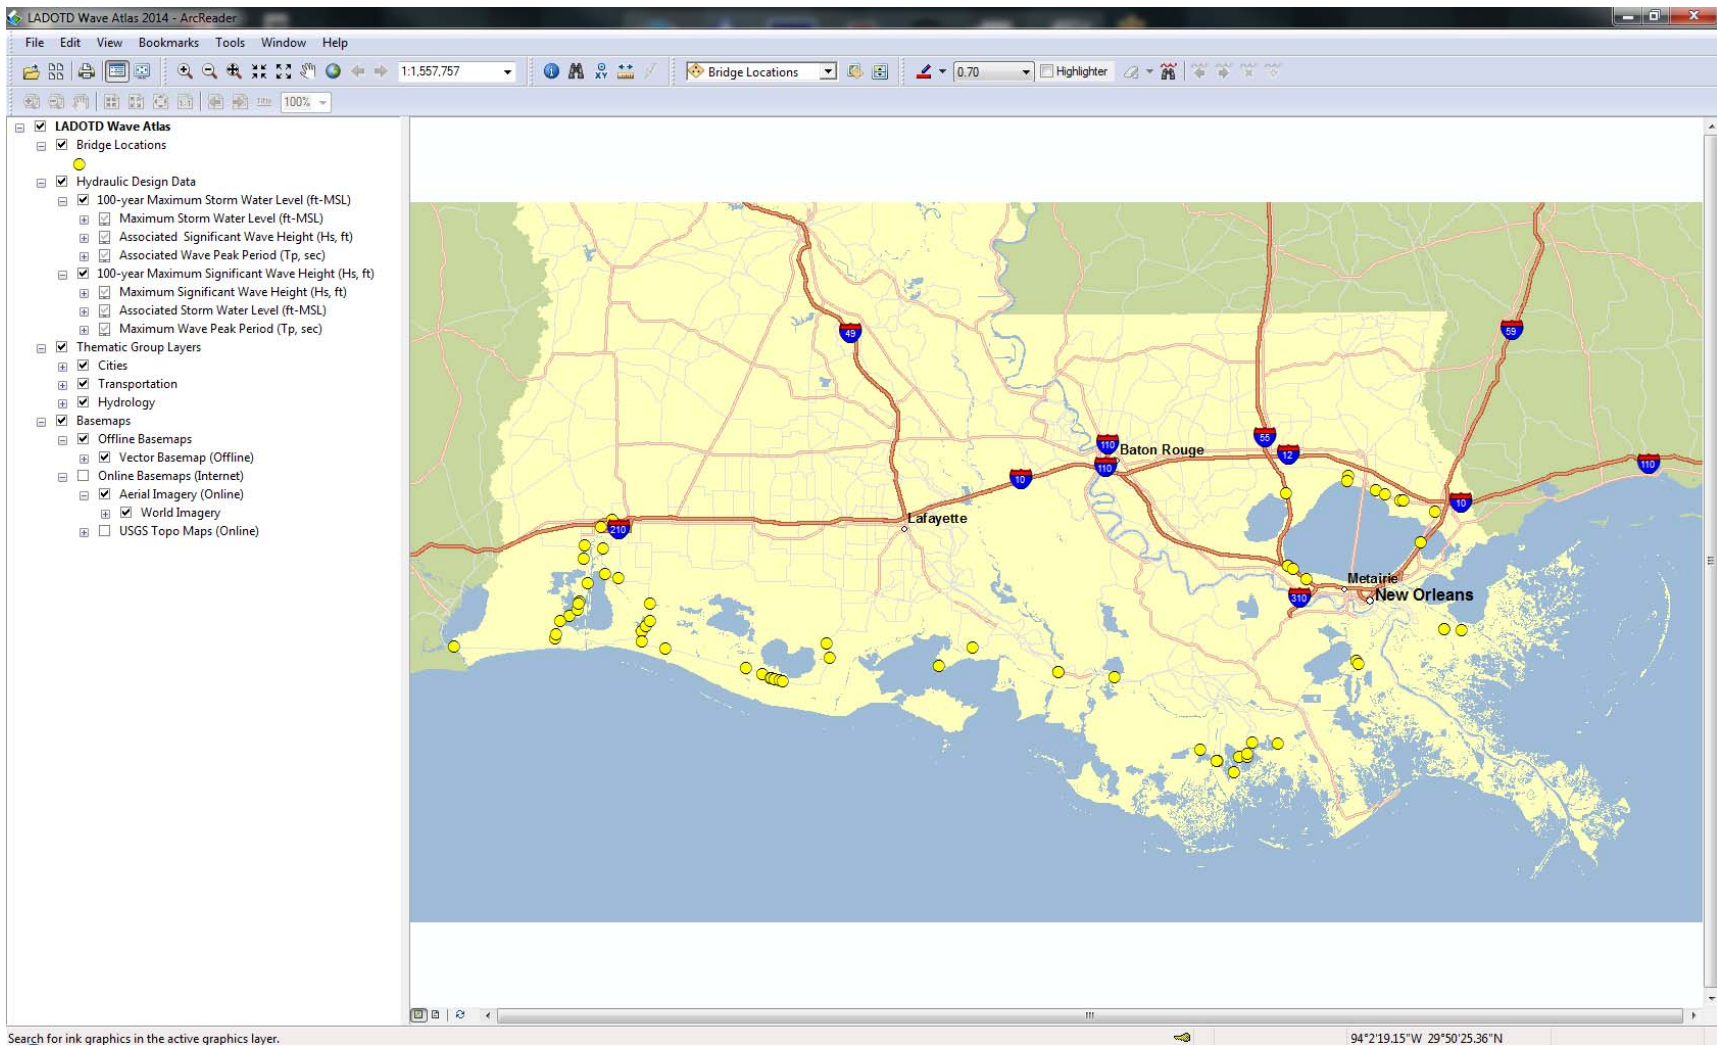 LADOTD Wave Atlas 2014 - ArcReader
File Edit View Bookmarks Tools Window Help
1:1,557,757 Bridge Locations 0.70 Highlighter
Title 100%
LADOTD Wave Atlas
Bridge Locations
Hydraulic Design Data
100-year Maximum Storm Water Level (ft-MSL)
Maximum Storm Water Level (ft-MSL)
Associated Significant Wave Height (Hs, ft)
Associated Wave Peak Period (Tp, sec)
100-year Maximum Significant Wave Height (Hs, ft)
Maximum Significant Wave Height (Hs, ft)
Associated Storm Water Level (ft-MSL)
Maximum Wave Peak Period (Tp, sec)
Thematic Group Layers
Cities
Transportation
Hydrology
Basemaps
Offline Basemaps
Vector Basemap (Offline)
Online Basemaps (Internet)
Aerial Imagery (Online)
World Imagery
USGS Topo Maps (Online)
49
59
55
110
Baton Rouge
12
110
110
10
10
Lafayette
210
Metairie
New Orleans
310
Search for ink graphics in the active graphics layer.
94°2'19.15"W 29°50'25.36"N